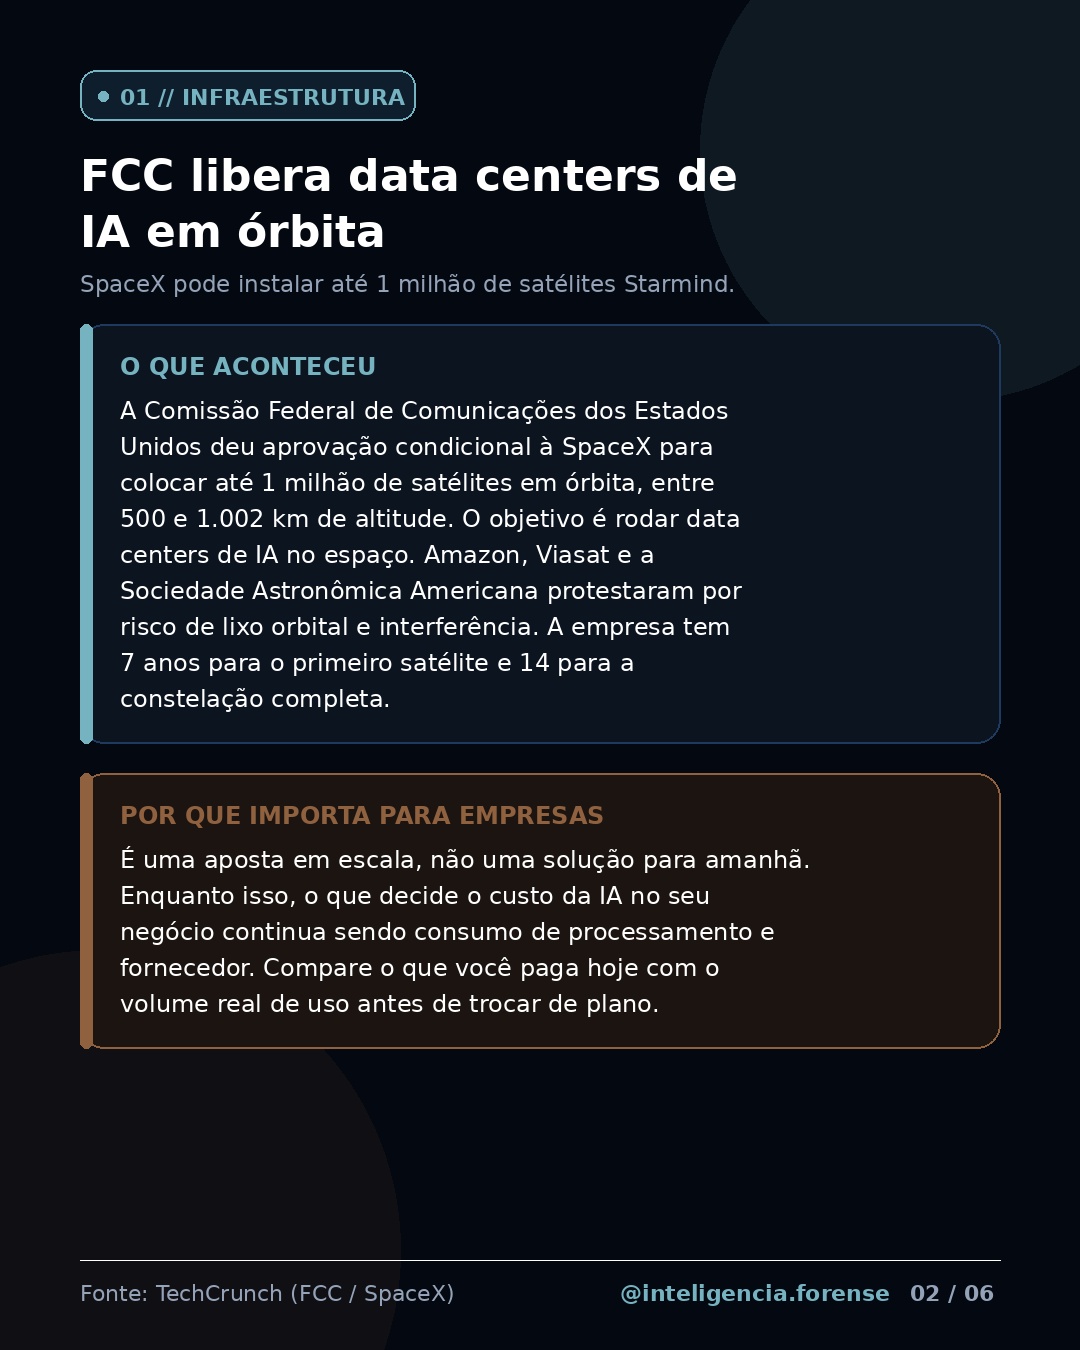 01 // INFRAESTRUTURA
FCC libera data centers de
IA em órbita
SpaceX pode instalar até 1 milhão de satélites Starmind.
O QUE ACONTECEU
A Comissão Federal de Comunicações dos Estados
Unidos deu aprovação condicional à SpaceX para
colocar até 1 milhão de satélites em órbita, entre
500 e 1.002 km de altitude. O objetivo é rodar data
centers de IA no espaço. Amazon, Viasat e a
Sociedade Astronômica Americana protestaram por
risco de lixo orbital e interferência. A empresa tem
7 anos para o primeiro satélite e 14 para a
constelação completa.
POR QUE IMPORTA PARA EMPRESAS
É uma aposta em escala, não uma solução para amanhã.
Enquanto isso, o que decide o custo da IA no seu
negócio continua sendo consumo de processamento e
fornecedor. Compare o que você paga hoje com o
volume real de uso antes de trocar de plano.
Fonte: TechCrunch (FCC / SpaceX) @inteligencia.forense 02 / 06